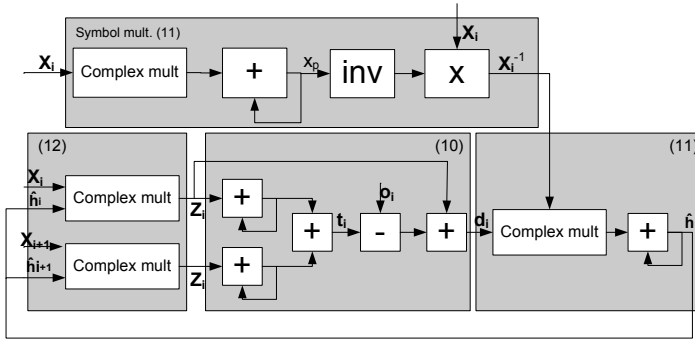 Symbol mult. (11)
Xi
Xi
Complex mult
+
xp
inv
x
Xi-1
(12)
(10)
(11)
Xi
ĥi
Complex mult
Zi
+
oi
ti
+
-
+
di
Complex mult
+
ĥ
Xi+1
ĥi+1
Complex mult
Zi
+